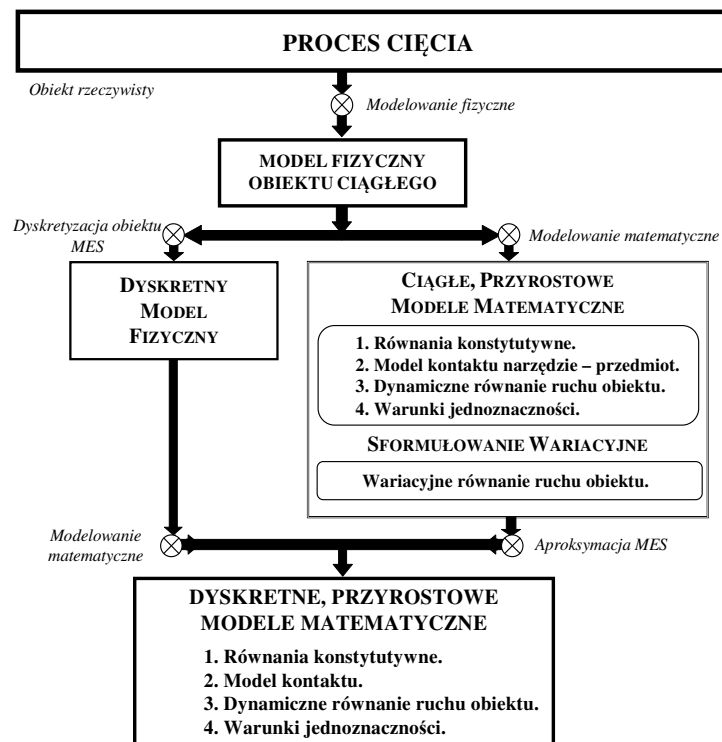 PROCES CIĘCIA
Obiekt rzeczywisty
Modelowanie fizyczne
MODEL FIZYCZNY
OBIEKTU CIĄGŁEGO
Dyskretyzacja obiektu
MES
Modelowanie matematyczne
DYSKRETNY
MODEL
FIZYCZNY
CIĄGŁE, PRZYROSTOWE
MODELE MATEMATYCZNE
1. Równania konstytutywne.
2. Model kontaktu narzędzie – przedmiot.
3. Dynamiczne równanie ruchu obiektu.
4. Warunki jednoznaczności.
SFORMUŁOWANIE WARIACYJNE
Wariacyjne równanie ruchu obiektu.
Modelowanie
matematyczne
Aproksymacja MES
DYSKRETNE, PRZYROSTOWE
MODELE MATEMATYCZNE
1. Równania konstytutywne.
2. Model kontaktu.
3. Dynamiczne równanie ruchu obiektu.
4. Warunki jednoznaczności.